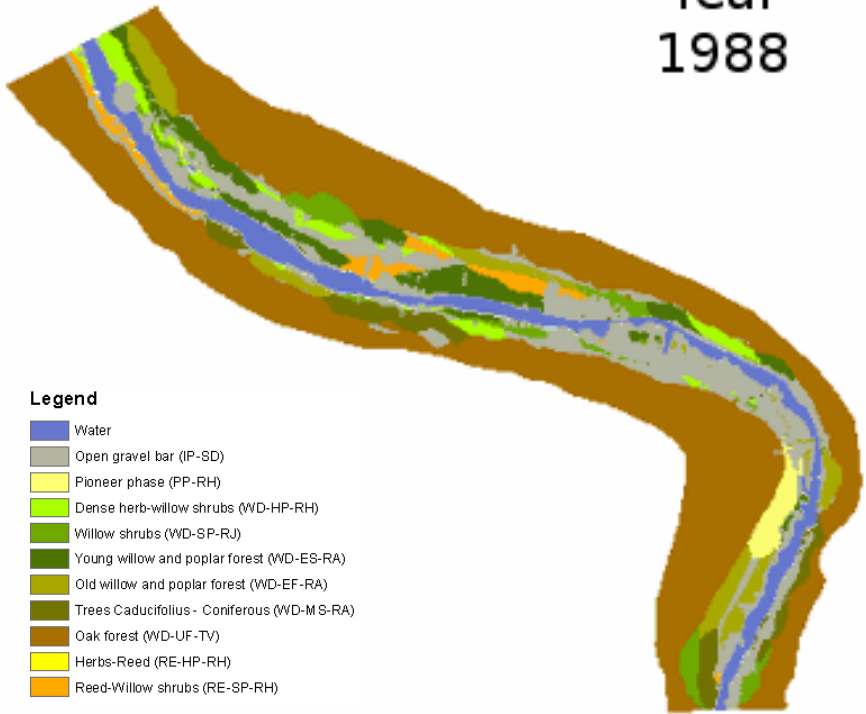 1988
Legend
Water
Open gravel bar (IP-SD)
Pioneer phase (PP-RH)
Dense herb-willow shrubs (WD-HP-RH)
Willow shrubs (WD-SP-RJ)
Young willow and poplar forest (WD-ES-RA)
Old willow and poplar forest (WD-EF-RA)
Trees Caducifolius - Coniferous (WD-MS-RA)
Oak forest (WD-UF-TV)
Herbs-Reed (RE-HP-RH)
Reed-Willow shrubs (RE-SP-RH)